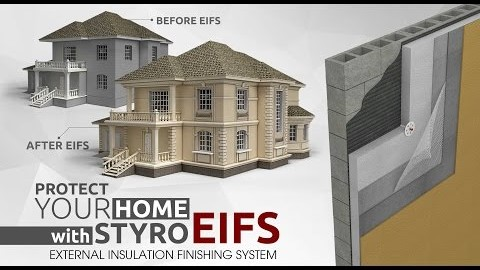 BEFORE EIFS
AFTER EIFS
PROTECT
YOUR HOME
with STYRO EIFS
EXTERNAL INSULATION FINISHING SYSTEM